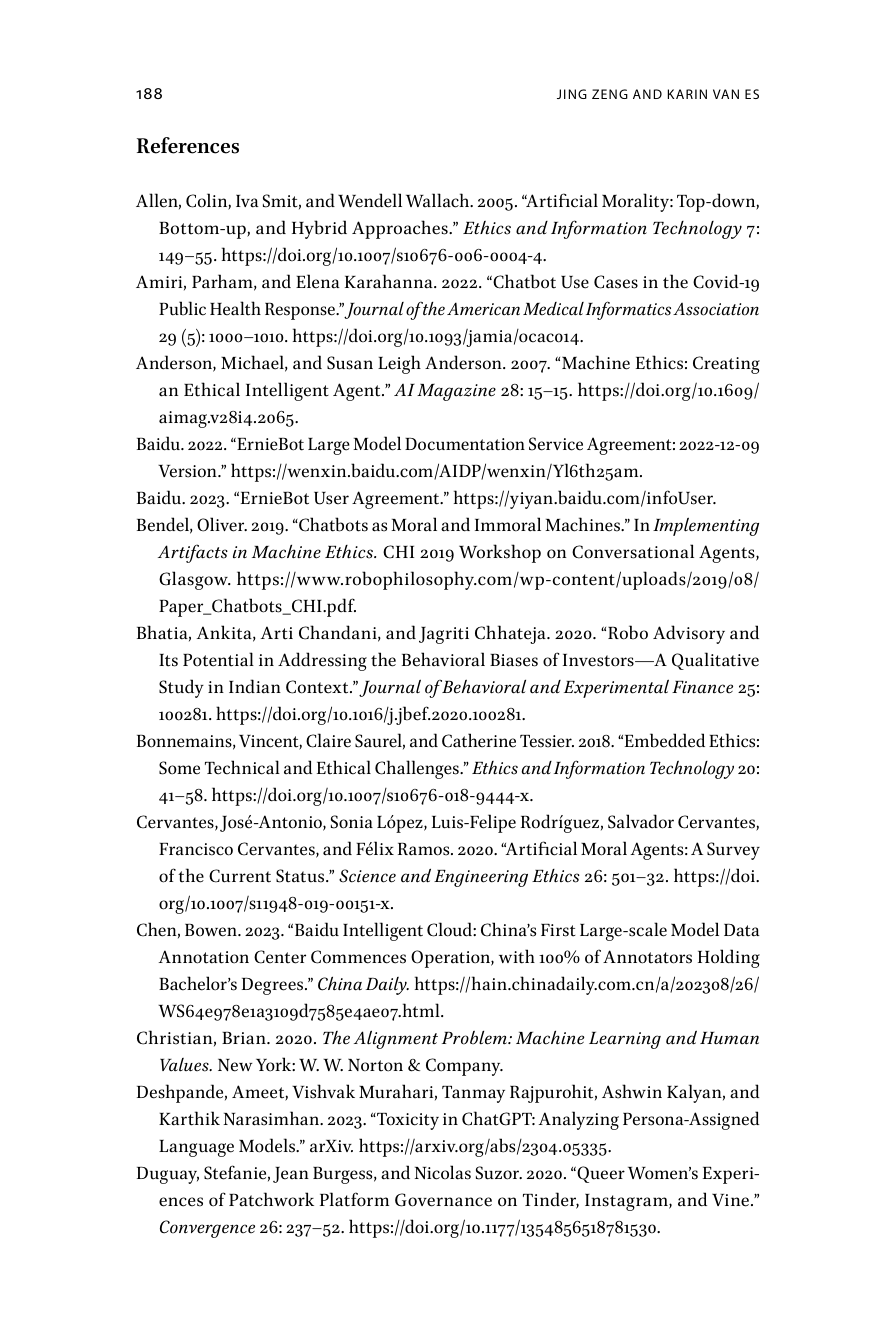 188
JING ZENG AND KARIN VAN ES
References
Allen, Colin, Iva Smit, and Wendell Wallach. 2005. “Artificial Morality: Top-down,
Bottom-up, and Hybrid Approaches.” Ethics and Information Technology 7:
149–55. https://doi.org/10.1007/s10676-006-0004-4.
Amiri, Parham, and Elena Karahanna. 2022. “Chatbot Use Cases in the Covid-19
Public Health Response.” Journal of the American Medical Informatics Association
29 (5): 1000–1010. https://doi.org/10.1093/jamia/ocac014.
Anderson, Michael, and Susan Leigh Anderson. 2007. “Machine Ethics: Creating
an Ethical Intelligent Agent.” AI Magazine 28: 15–15. https://doi.org/10.1609/
aimag.v28i4.2065.
Baidu. 2022. “ErnieBot Large Model Documentation Service Agreement: 2022-12-09
Version.” https://wenxin.baidu.com/AIDP/wenxin/Yl6th25am.
Baidu. 2023. “ErnieBot User Agreement.” https://yiyan.baidu.com/infoUser.
Bendel, Oliver. 2019. “Chatbots as Moral and Immoral Machines.” In Implementing
Artifacts in Machine Ethics. CHI 2019 Workshop on Conversational Agents,
Glasgow. https://www.robophilosophy.com/wp-content/uploads/2019/08/
Paper_Chatbots_CHI.pdf.
Bhatia, Ankita, Arti Chandani, and Jagriti Chhateja. 2020. “Robo Advisory and
Its Potential in Addressing the Behavioral Biases of Investors—A Qualitative
Study in Indian Context.” Journal of Behavioral and Experimental Finance 25:
100281. https://doi.org/10.1016/j.jbef.2020.100281.
Bonnemains, Vincent, Claire Saurel, and Catherine Tessier. 2018. “Embedded Ethics:
Some Technical and Ethical Challenges.” Ethics and Information Technology 20:
41–58. https://doi.org/10.1007/s10676-018-9444-x.
Cervantes, José-Antonio, Sonia López, Luis-Felipe Rodríguez, Salvador Cervantes,
Francisco Cervantes, and Félix Ramos. 2020. “Artificial Moral Agents: A Survey
of the Current Status.” Science and Engineering Ethics 26: 501–32. https://doi.
org/10.1007/s11948-019-00151-x.
Chen, Bowen. 2023. “Baidu Intelligent Cloud: China’s First Large-scale Model Data
Annotation Center Commences Operation, with 100% of Annotators Holding
Bachelor’s Degrees.” China Daily. https://hain.chinadaily.com.cn/a/202308/26/
WS64e978e1a3109d7585e4ae07.html.
Christian, Brian. 2020. The Alignment Problem: Machine Learning and Human
Values. New York: W. W. Norton & Company.
Deshpande, Ameet, Vishvak Murahari, Tanmay Rajpurohit, Ashwin Kalyan, and
Karthik Narasimhan. 2023. “Toxicity in ChatGPT: Analyzing Persona-Assigned
Language Models.” arXiv. https://arxiv.org/abs/2304.05335.
Duguay, Stefanie, Jean Burgess, and Nicolas Suzor. 2020. “Queer Women’s Experi-
ences of Patchwork Platform Governance on Tinder, Instagram, and Vine.”
Convergence 26: 237–52. https://doi.org/10.1177/1354856518781530.